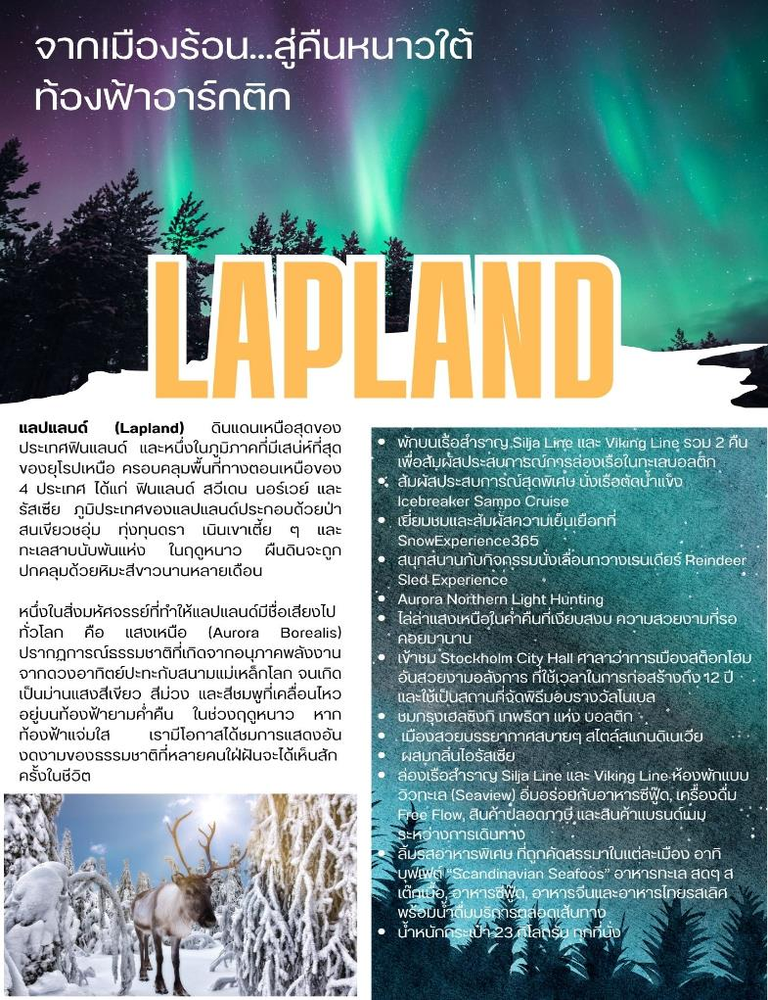 จากเมืองร้อน...สู่คืนหนาวใต้
ท้องฟ้าอาร์กติก
LAPLAND
แลปแลนด์ (Lapland) ดินแดนเหนือสุดของ
ประเทศฟินแลนด์ และหนึ่งในภูมิภาคที่มีเสน่ห์ที่สุด
ของยุโรปเหนือ ครอบคลุมพื้นที่ทางตอนเหนือของ
4 ประเทศ ได้แก่ ฟินแลนด์ สวีเดน นอร์เวย์ และ
รัสเซีย ภูมิประเทศของแลปแลนด์ประกอบด้วยป่า
สนเขียวชอุ่ม ทุ่งทุนดรา เนินเขาเตี้ย ๆ และ
ทะเลสาบนับพันแห่ง ในฤดูหนาว ผืนดินจะถูก
ปกคลุมด้วยหิมะสีขาวนานหลายเดือน
หนึ่งในสิ่งมหัศจรรย์ที่ทำให้แลปแลนด์มีชื่อเสียงไป
ทั่วโลก คือ แสงเหนือ (Aurora Borealis)
ปรากฏการณ์ธรรมชาติที่เกิดจากอนุภาคพลังงาน
จากดวงอาทิตย์ปะทะกับสนามแม่เหล็กโลก จนเกิด
เป็นม่านแสงสีเขียว สีม่วง และสีชมพูที่เคลื่อนไหว
อยู่บนท้องฟ้ายามค่ำคืน ในช่วงฤดูหนาว หาก
ท้องฟ้าแจ่มใส เรามีโอกาสได้ชมการแสดงอัน
งดงามของธรรมชาติที่หลายคนใฝ่ฝันจะได้เห็นสัก
ครั้งในชีวิต
• พักบนเรือสำราญ Silja Line และ Viking Line รวม 2 คืน
เพื่อสัมผัสประสบการณ์การล่องเรือในทะเลบอลติก
• สัมผัสประสบการณ์สุดพิเศษ นั่งเรือตัดน้ำแข็ง
Icebreaker Sampo Cruise
• เยี่ยมชมและสัมผัสความเย็นเยือกที่
SnowExperience365
• สนุกสนานกับกิจกรรมนั่งเลื่อนกวางเรนเดียร์ Reindeer
Sled Experience
• Aurora Northern Light Hunting
• ไล่ล่าแสงเหนือในค่ำคืนที่เงียบสงบ ความสวยงามที่รอ
คอยมานาน
• เข้าชม Stockholm City Hall ศาลาว่าการเมืองสต็อกโฮม
อันสวยงามอลังการ ที่ใช้เวลาในการก่อสร้างถึง 12 ปี
และใช้เป็นสถานที่จัดพิธีมอบรางวัลโนเบล
• ชมกรุงเฮลซิงกิ เทพธิดา แห่ง บอลติก
• เมืองสวยบรรยากาศสบายๆ สไตล์สแกนดิเนเวีย
• ผสมกลิ่นไอรัสเซีย
• ล่องเรือสำราญ Silja Line และ Viking Line ห้องพักแบบ
วิวทะเล (Seaview) อิ่มอร่อยกับอาหารซีฟู๊ด, เครื่องดื่ม
Free Flow, สินค้าปลอดภาษี และสินค้าแบรนด์เนม
ระหว่างการเดินทาง
• ลิ้มรสอาหารพิเศษ ที่ถูกคัดสรรมาในแต่ละเมือง อาทิ
บุฟเฟต์ “Scandinavian Seafoos” อาหารทะเล สดๆ ส
เต๊กเนื้อ, อาหารซีฟู้ด, อาหารจีนและอาหารไทยรสเลิศ
พร้อมน้ำดื่มบริการตลอดเส้นทาง
• น้ำหนักกระเป๋า 23 กิโลกรัม ทุกที่นั่ง